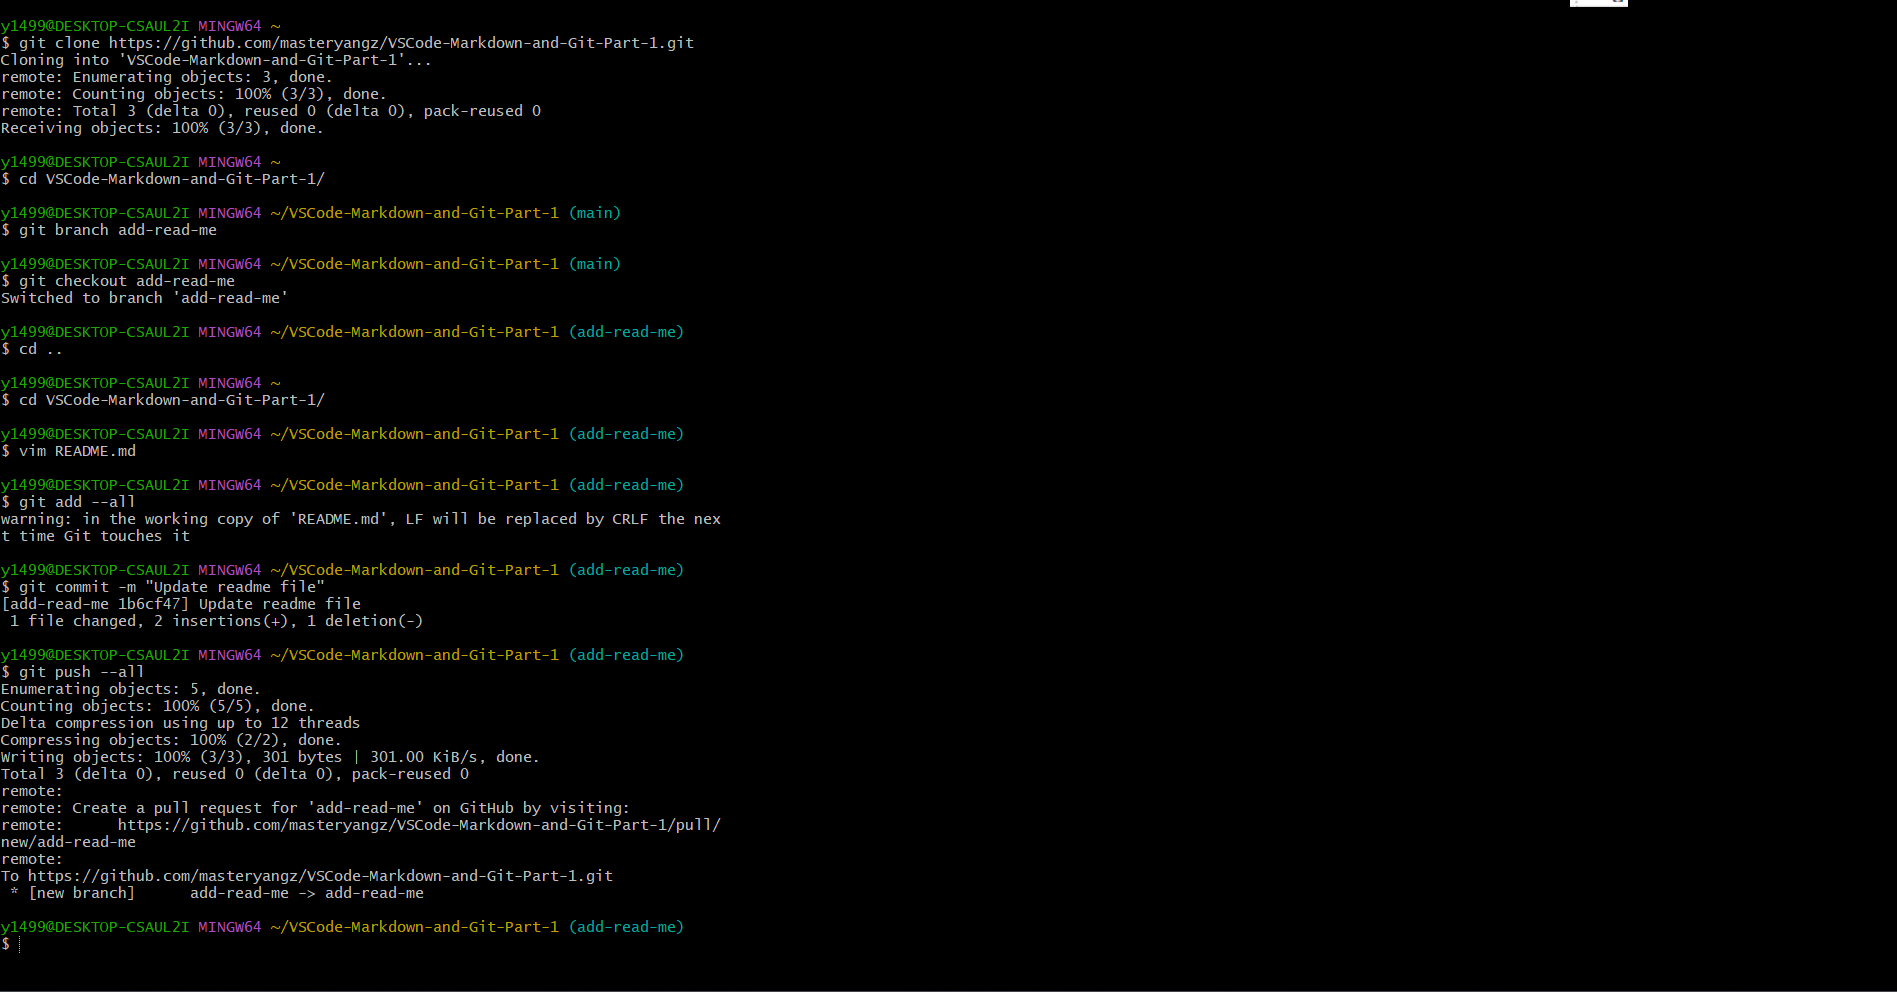 y1499@DESKTOP-CSAUL2I MINGW64 ~
$ git clone https://github.com/masteryangz/VSCode-Markdown-and-Git-Part-1.git
Cloning into 'VSCode-Markdown-and-Git-Part-1'...
remote: Enumerating objects: 3, done.
remote: Counting objects: 100% (3/3), done.
remote: Total 3 (delta 0), reused 0 (delta 0), pack-reused 0
Receiving objects: 100% (3/3), done.
y1499@DESKTOP-CSAUL2I MINGW64 ~
$ cd VSCode-Markdown-and-Git-Part-1/
y1499@DESKTOP-CSAUL2I MINGW64 ~/VSCode-Markdown-and-Git-Part-1 (main)
$ git branch add-read-me
y1499@DESKTOP-CSAUL2I MINGW64 ~/VSCode-Markdown-and-Git-Part-1 (main)
$ git checkout add-read-me
Switched to branch 'add-read-me'
y1499@DESKTOP-CSAUL2I MINGW64 ~/VSCode-Markdown-and-Git-Part-1 (add-read-me)
$ cd ..
y1499@DESKTOP-CSAUL2I MINGW64 ~
$ cd VSCode-Markdown-and-Git-Part-1/
y1499@DESKTOP-CSAUL2I MINGW64 ~/VSCode-Markdown-and-Git-Part-1 (add-read-me)
$ vim README.md
y1499@DESKTOP-CSAUL2I MINGW64 ~/VSCode-Markdown-and-Git-Part-1 (add-read-me)
$ git add --all
warning: in the working copy of 'README.md', LF will be replaced by CRLF the nex
t time Git touches it
y1499@DESKTOP-CSAUL2I MINGW64 ~/VSCode-Markdown-and-Git-Part-1 (add-read-me)
$ git commit -m "Update readme file"
[add-read-me 1b6cf47] Update readme file
 1 file changed, 2 insertions(+), 1 deletion(-)
y1499@DESKTOP-CSAUL2I MINGW64 ~/VSCode-Markdown-and-Git-Part-1 (add-read-me)
$ git push --all
Enumerating objects: 5, done.
Counting objects: 100% (5/5), done.
Delta compression using up to 12 threads
Compressing objects: 100% (2/2), done.
Writing objects: 100% (3/3), 301 bytes | 301.00 KiB/s, done.
Total 3 (delta 0), reused 0 (delta 0), pack-reused 0
remote:
remote: Create a pull request for 'add-read-me' on GitHub by visiting:
remote:      https://github.com/masteryangz/VSCode-Markdown-and-Git-Part-1/pull/
new/add-read-me
remote:
To https://github.com/masteryangz/VSCode-Markdown-and-Git-Part-1.git
 * [new branch]      add-read-me -> add-read-me
y1499@DESKTOP-CSAUL2I MINGW64 ~/VSCode-Markdown-and-Git-Part-1 (add-read-me)
$